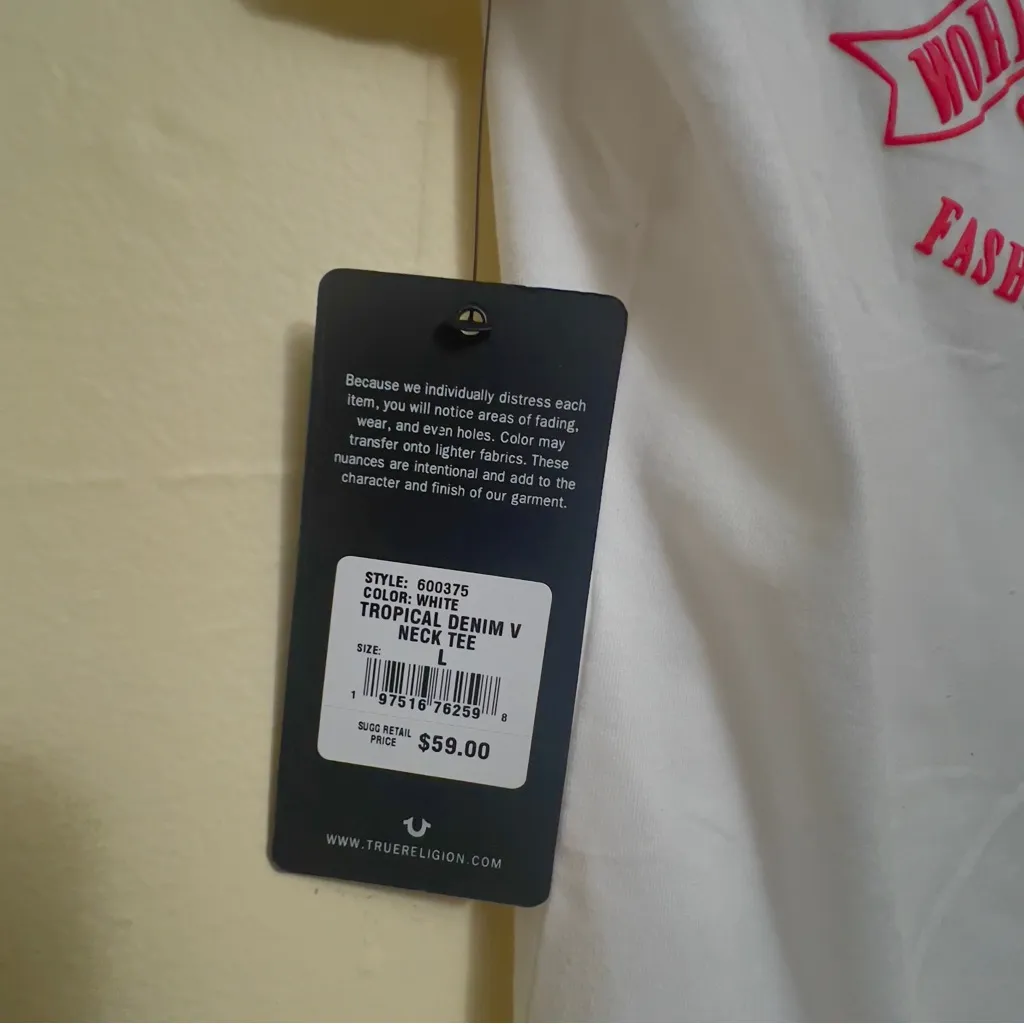 WOR
FASH
Because we individually distress each
item, you will notice areas of fading,
wear, and even holes. Color may
transfer onto lighter fabrics. These
nuances are intentional and add to the
character and finish of our garment.
STYLE: 600375
COLOR: WHITE
TROPICAL DENIM V
NECK TEE
SIZE: L
1 97516 76259 8
SUGG RETAIL
PRICE $59.00
WWW.TRUERELIGION.COM